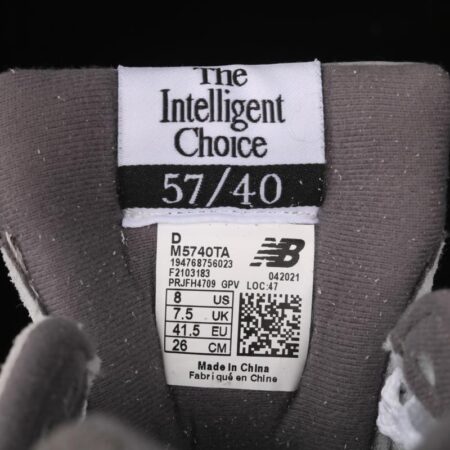 The
Intelligent
Choice
57/40
D
M5740TA
194768756023
F2103183
PRJFH4709 GPV LOC:47
NB
042021
8 US
7.5 UK
41.5 EU
26 CM
Made in China
Fabriqué en Chine